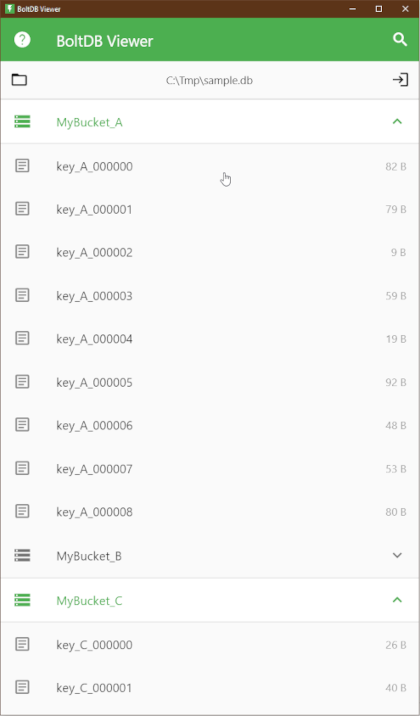 BoltDB Viewer
BoltDB Viewer
C:\Tmp\sample.db
MyBucket_A
key_A_000000 82 B
key_A_000001 79 B
key_A_000002 9 B
key_A_000003 59 B
key_A_000004 19 B
key_A_000005 92 B
key_A_000006 48 B
key_A_000007 53 B
key_A_000008 80 B
MyBucket_B
MyBucket_C
key_C_000000 26 B
key_C_000001 40 B